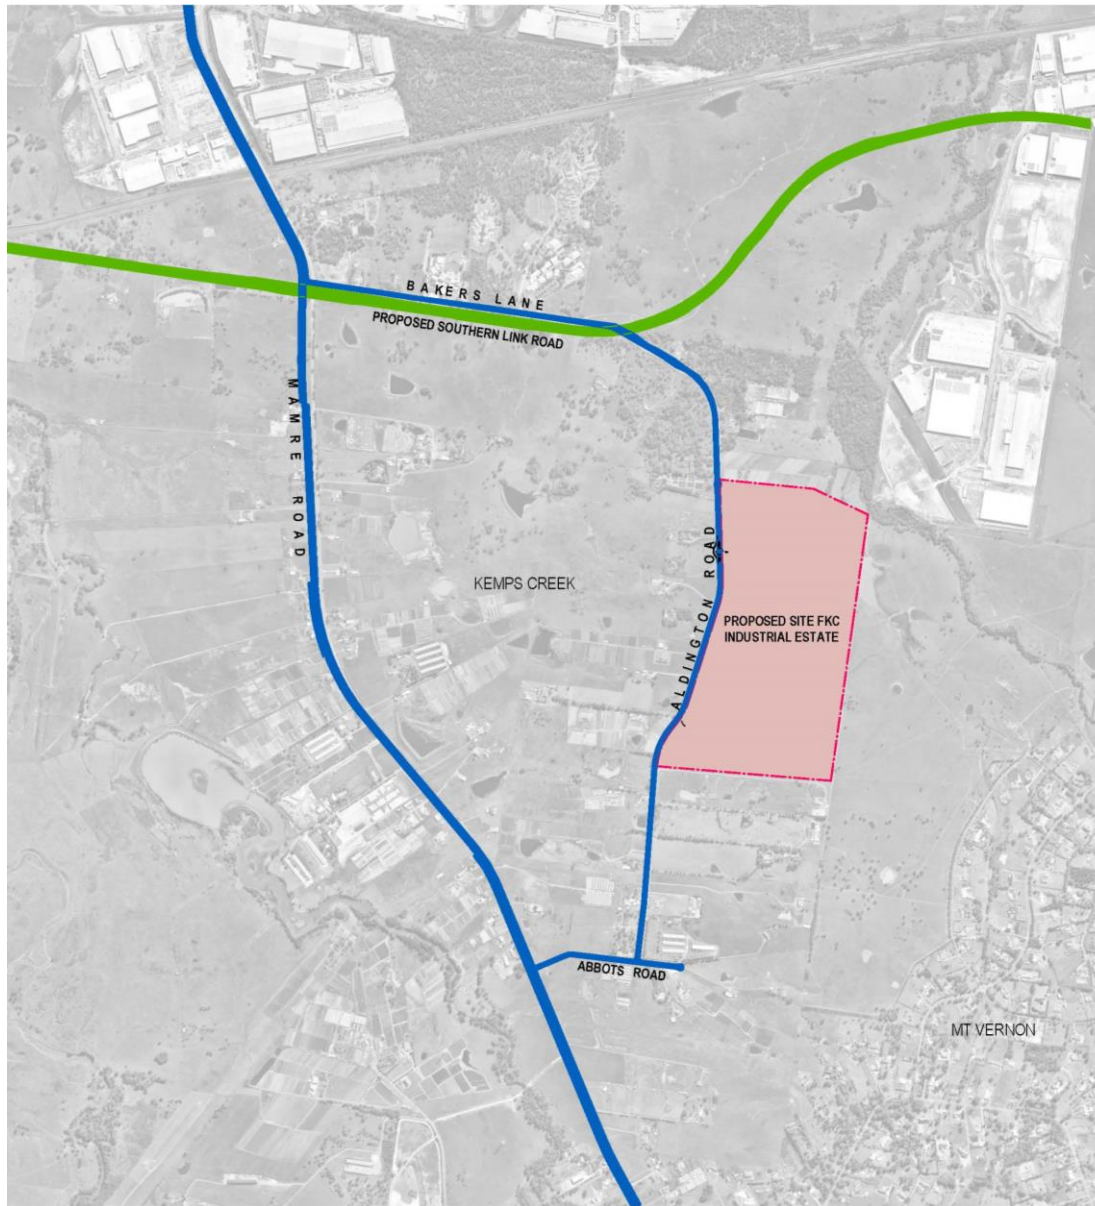 BAKERS LANE
PROPOSED SOUTHERN LINK ROAD
MAMRE ROAD
ALDINGTON ROAD
KEMPS CREEK
PROPOSED SITE FKC
INDUSTRIAL ESTATE
ABBOTS ROAD
MT VERNON